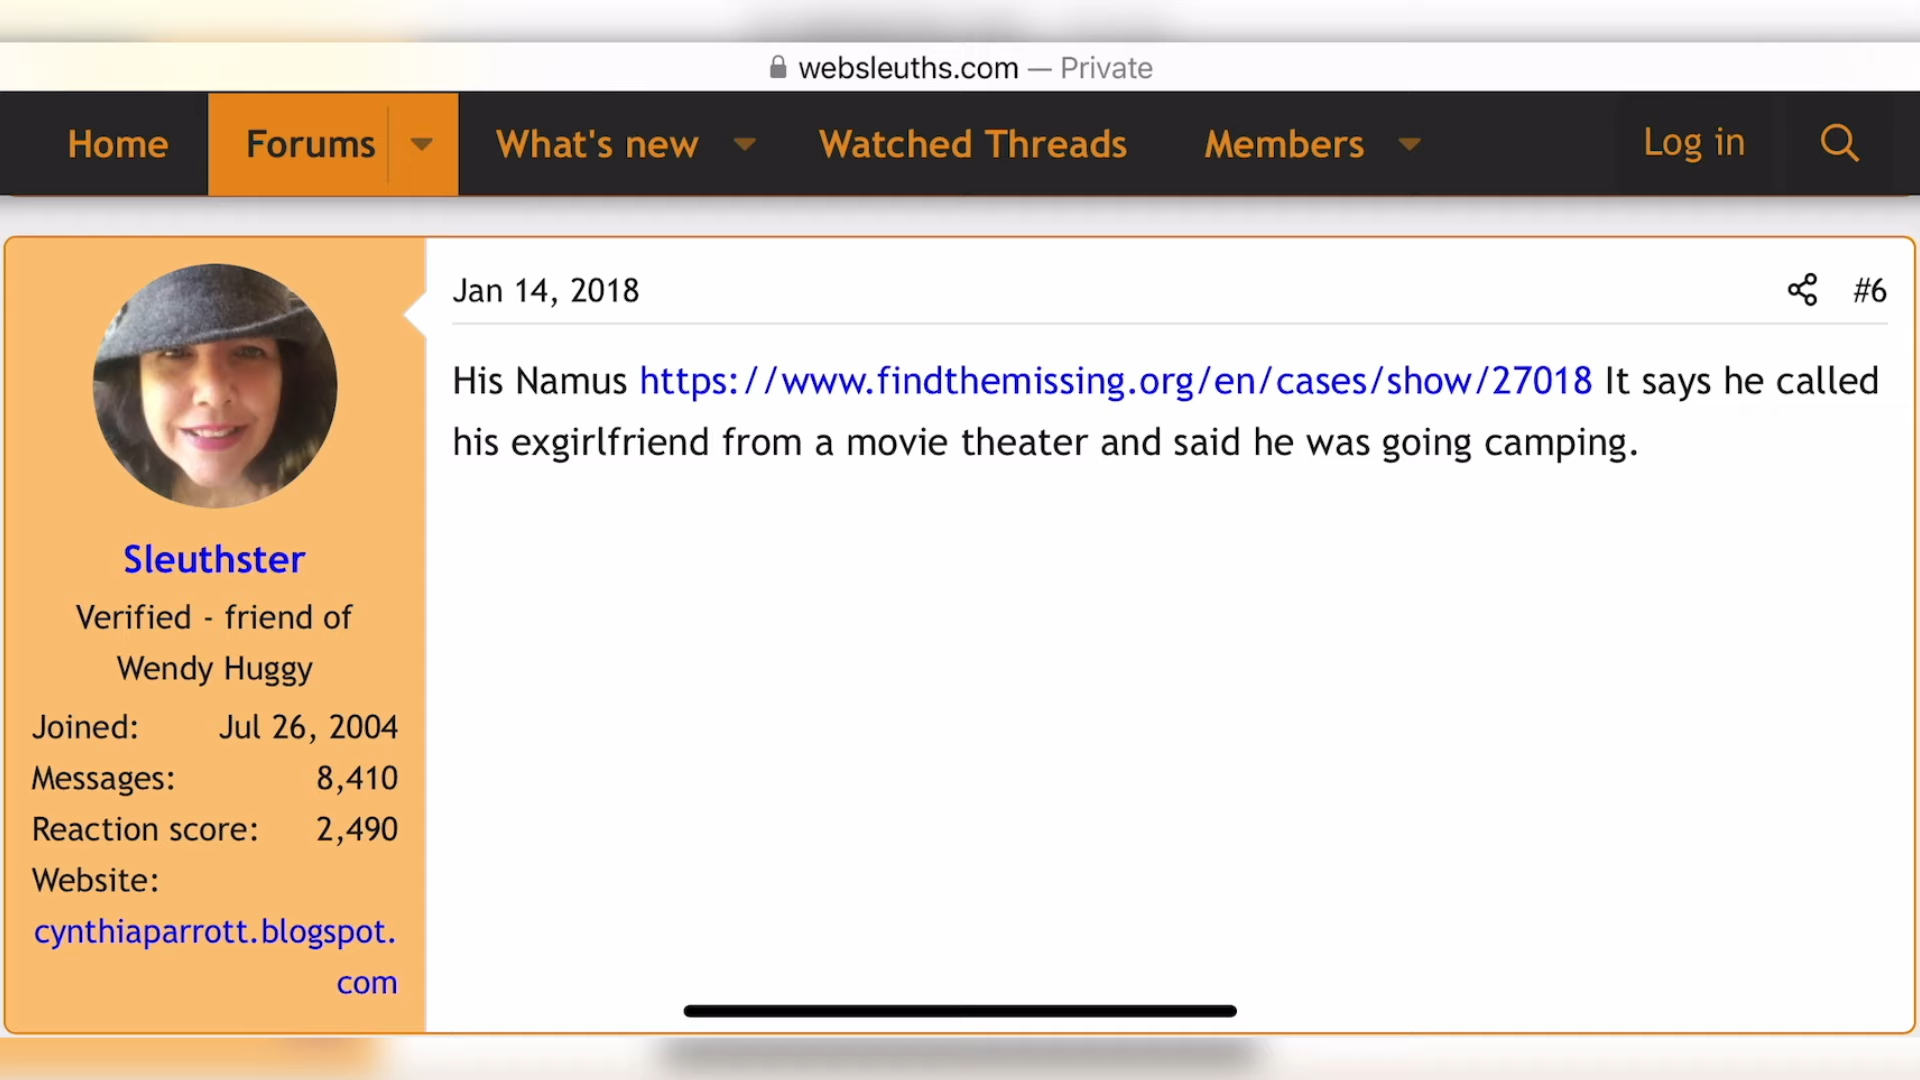 websleuths.com — Private
Home Forums What's new Watched Threads Members Log in
Jan 14, 2018 #6
His Namus https://www.findthemissing.org/en/cases/show/27018 It says he called
his exgirlfriend from a movie theater and said he was going camping.
Sleuthster
Verified - friend of
Wendy Huggy
Joined: Jul 26, 2004
Messages: 8,410
Reaction score: 2,490
Website:
cynthiaparrott.blogspot.
com